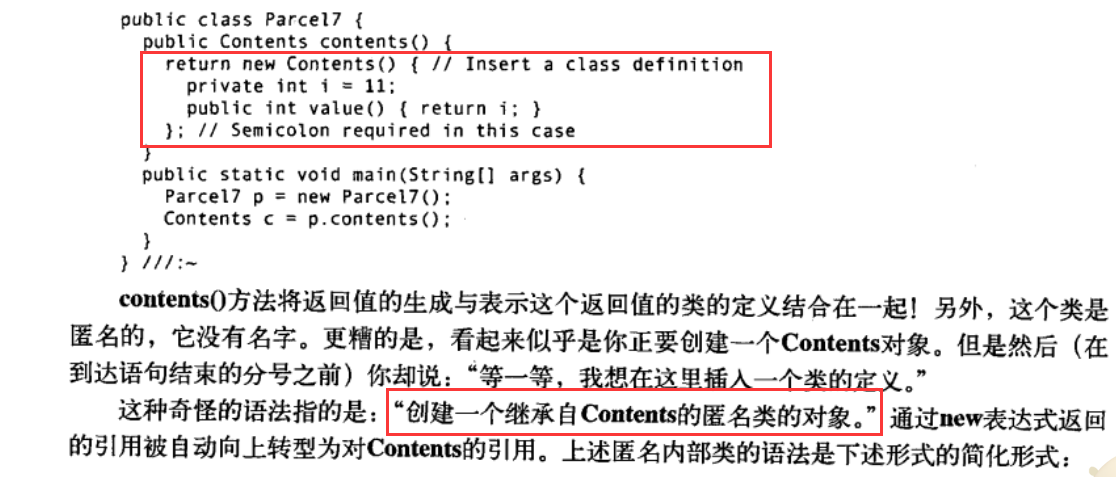 public class Parcel7 {
public Contents contents() {
return new Contents() { // Insert a class definition
private int i = 11;
public int value() { return i; }
}; // Semicolon required in this case
}
public static void main(String[] args) {
Parcel7 p = new Parcel7();
Contents c = p.contents();
}
} ///:~
contents()方法将返回值的生成与表示这个返回值的类的定义结合在一起！另外，这个类是
匿名的，它没有名字。更糟的是，看起来似乎是你正要创建一个Contents对象。但是然后（在
到达语句结束的分号之前）你却说：“等一等，我想在这里插入一个类的定义。”
这种奇怪的语法指的是：“创建一个继承自Contents的匿名类的对象。”通过new表达式返回
的引用被自动向上转型为对Contents的引用。上述匿名内部类的语法是下述形式的简化形式：